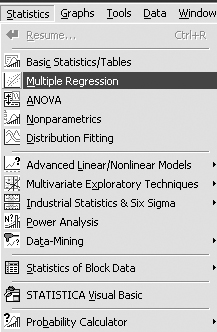 Statistics Graphs Tools Data Window
Resume... Ctrl+R
Basic Statistics/Tables
Multiple Regression
ANOVA
Nonparametrics
Distribution Fitting
Advanced Linear/Nonlinear Models
Multivariate Exploratory Techniques
Industrial Statistics & Six Sigma
Power Analysis
Data-Mining
Statistics of Block Data
STATISTICA Visual Basic
Probability Calculator